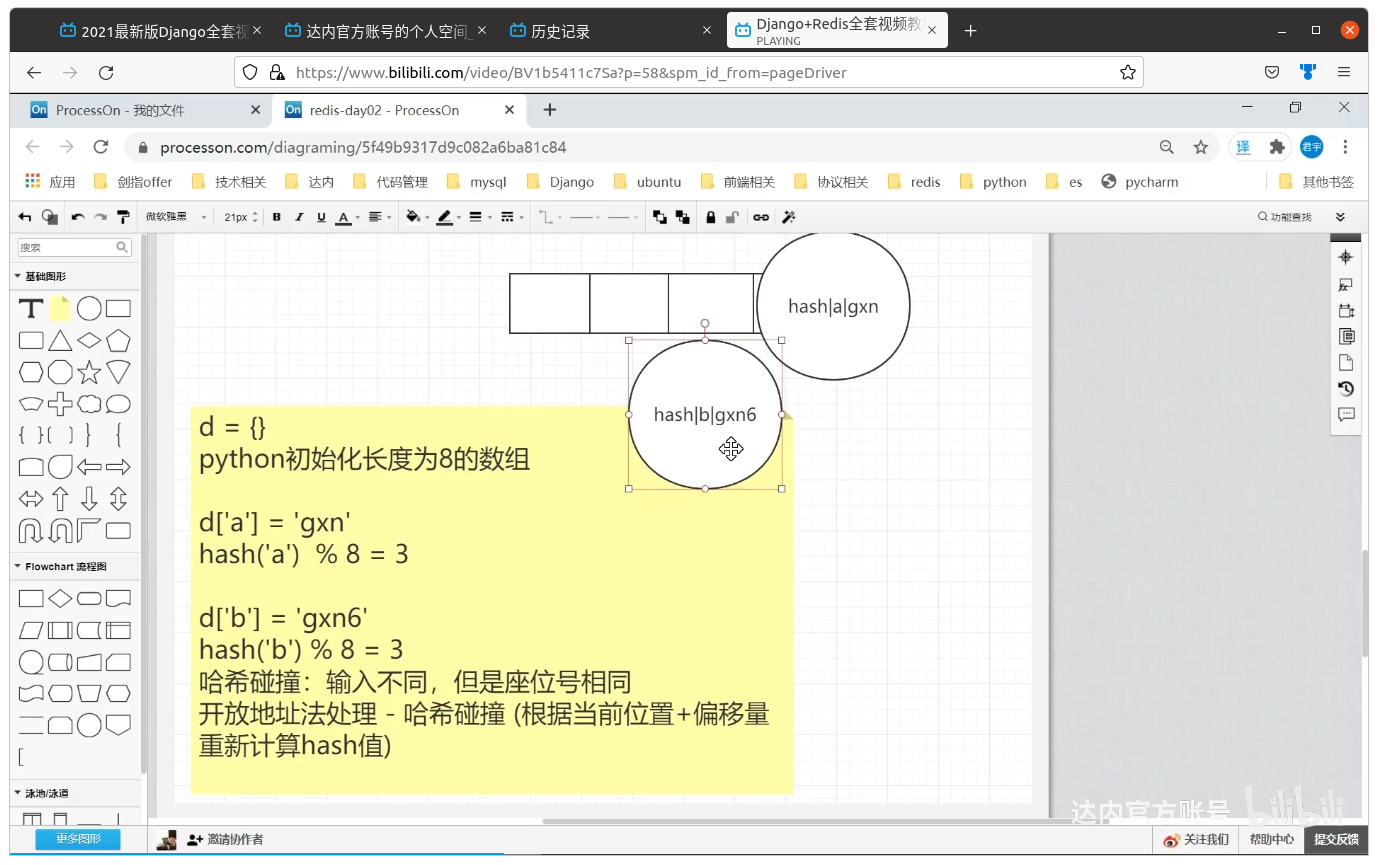 2021最新版Django全套视
达内官方账号的个人空间_
历史记录
Django+Redis全套视频教
PLAYING
https://www.bilibili.com/video/BV1b5411c7Sa?p=58&spm_id_from=pageDriver
On ProcessOn - 我的文件
On redis-day02 - ProcessOn
processon.com/diagraming/5f49b9317d9c082a6ba81c84
译
君宇
应用 剑指offer 技术相关 达内 代码管理 mysql Django ubuntu 前端相关 协议相关 redis python es pycharm 其他书签
微软雅黑 21px B I U A 功能查找
搜索
基础图形
T
hash|a|gxn
hash|b|gxn6
d = {}
python初始化长度为8的数组
d['a'] = 'gxn'
hash('a') % 8 = 3
d['b'] = 'gxn6'
hash('b') % 8 = 3
哈希碰撞：输入不同，但是座位号相同
开放地址法处理 - 哈希碰撞 (根据当前位置+偏移量
重新计算hash值)
Flowchart 流程图
泳池/泳道
更多图形
邀请协作者
达内官方账号 bilibili
关注我们
帮助中心
提交反馈